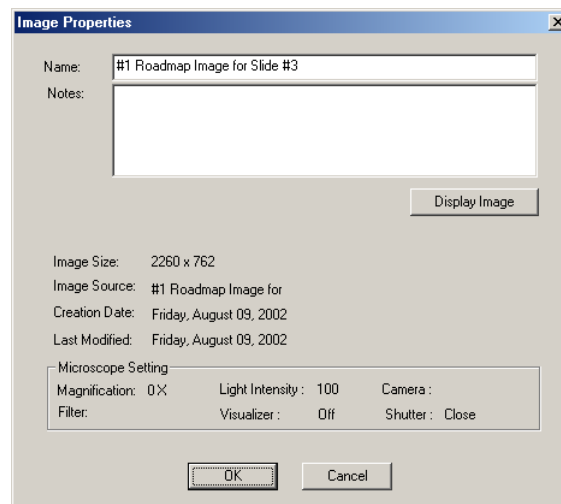 Image Properties
Name: #1 Roadmap Image for Slide #3
Notes:
Display Image
Image Size: 2260 x 762
Image Source: #1 Roadmap Image for
Creation Date: Friday, August 09, 2002
Last Modified: Friday, August 09, 2002
Microscope Setting
Magnification: 0X Light Intensity : 100 Camera :
Filter: Visualizer : Off Shutter : Close
OK Cancel